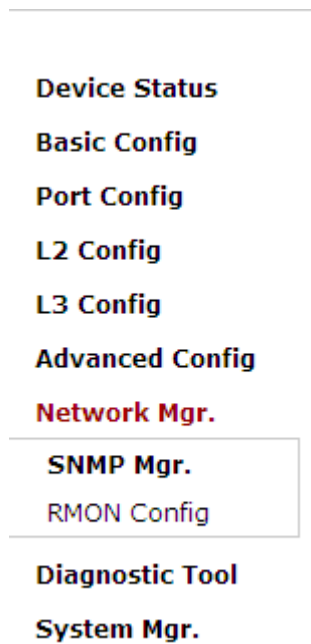 Device Status
Basic Config
Port Config
L2 Config
L3 Config
Advanced Config
Network Mgr.
SNMP Mgr.
RMON Config
Diagnostic Tool
System Mgr.